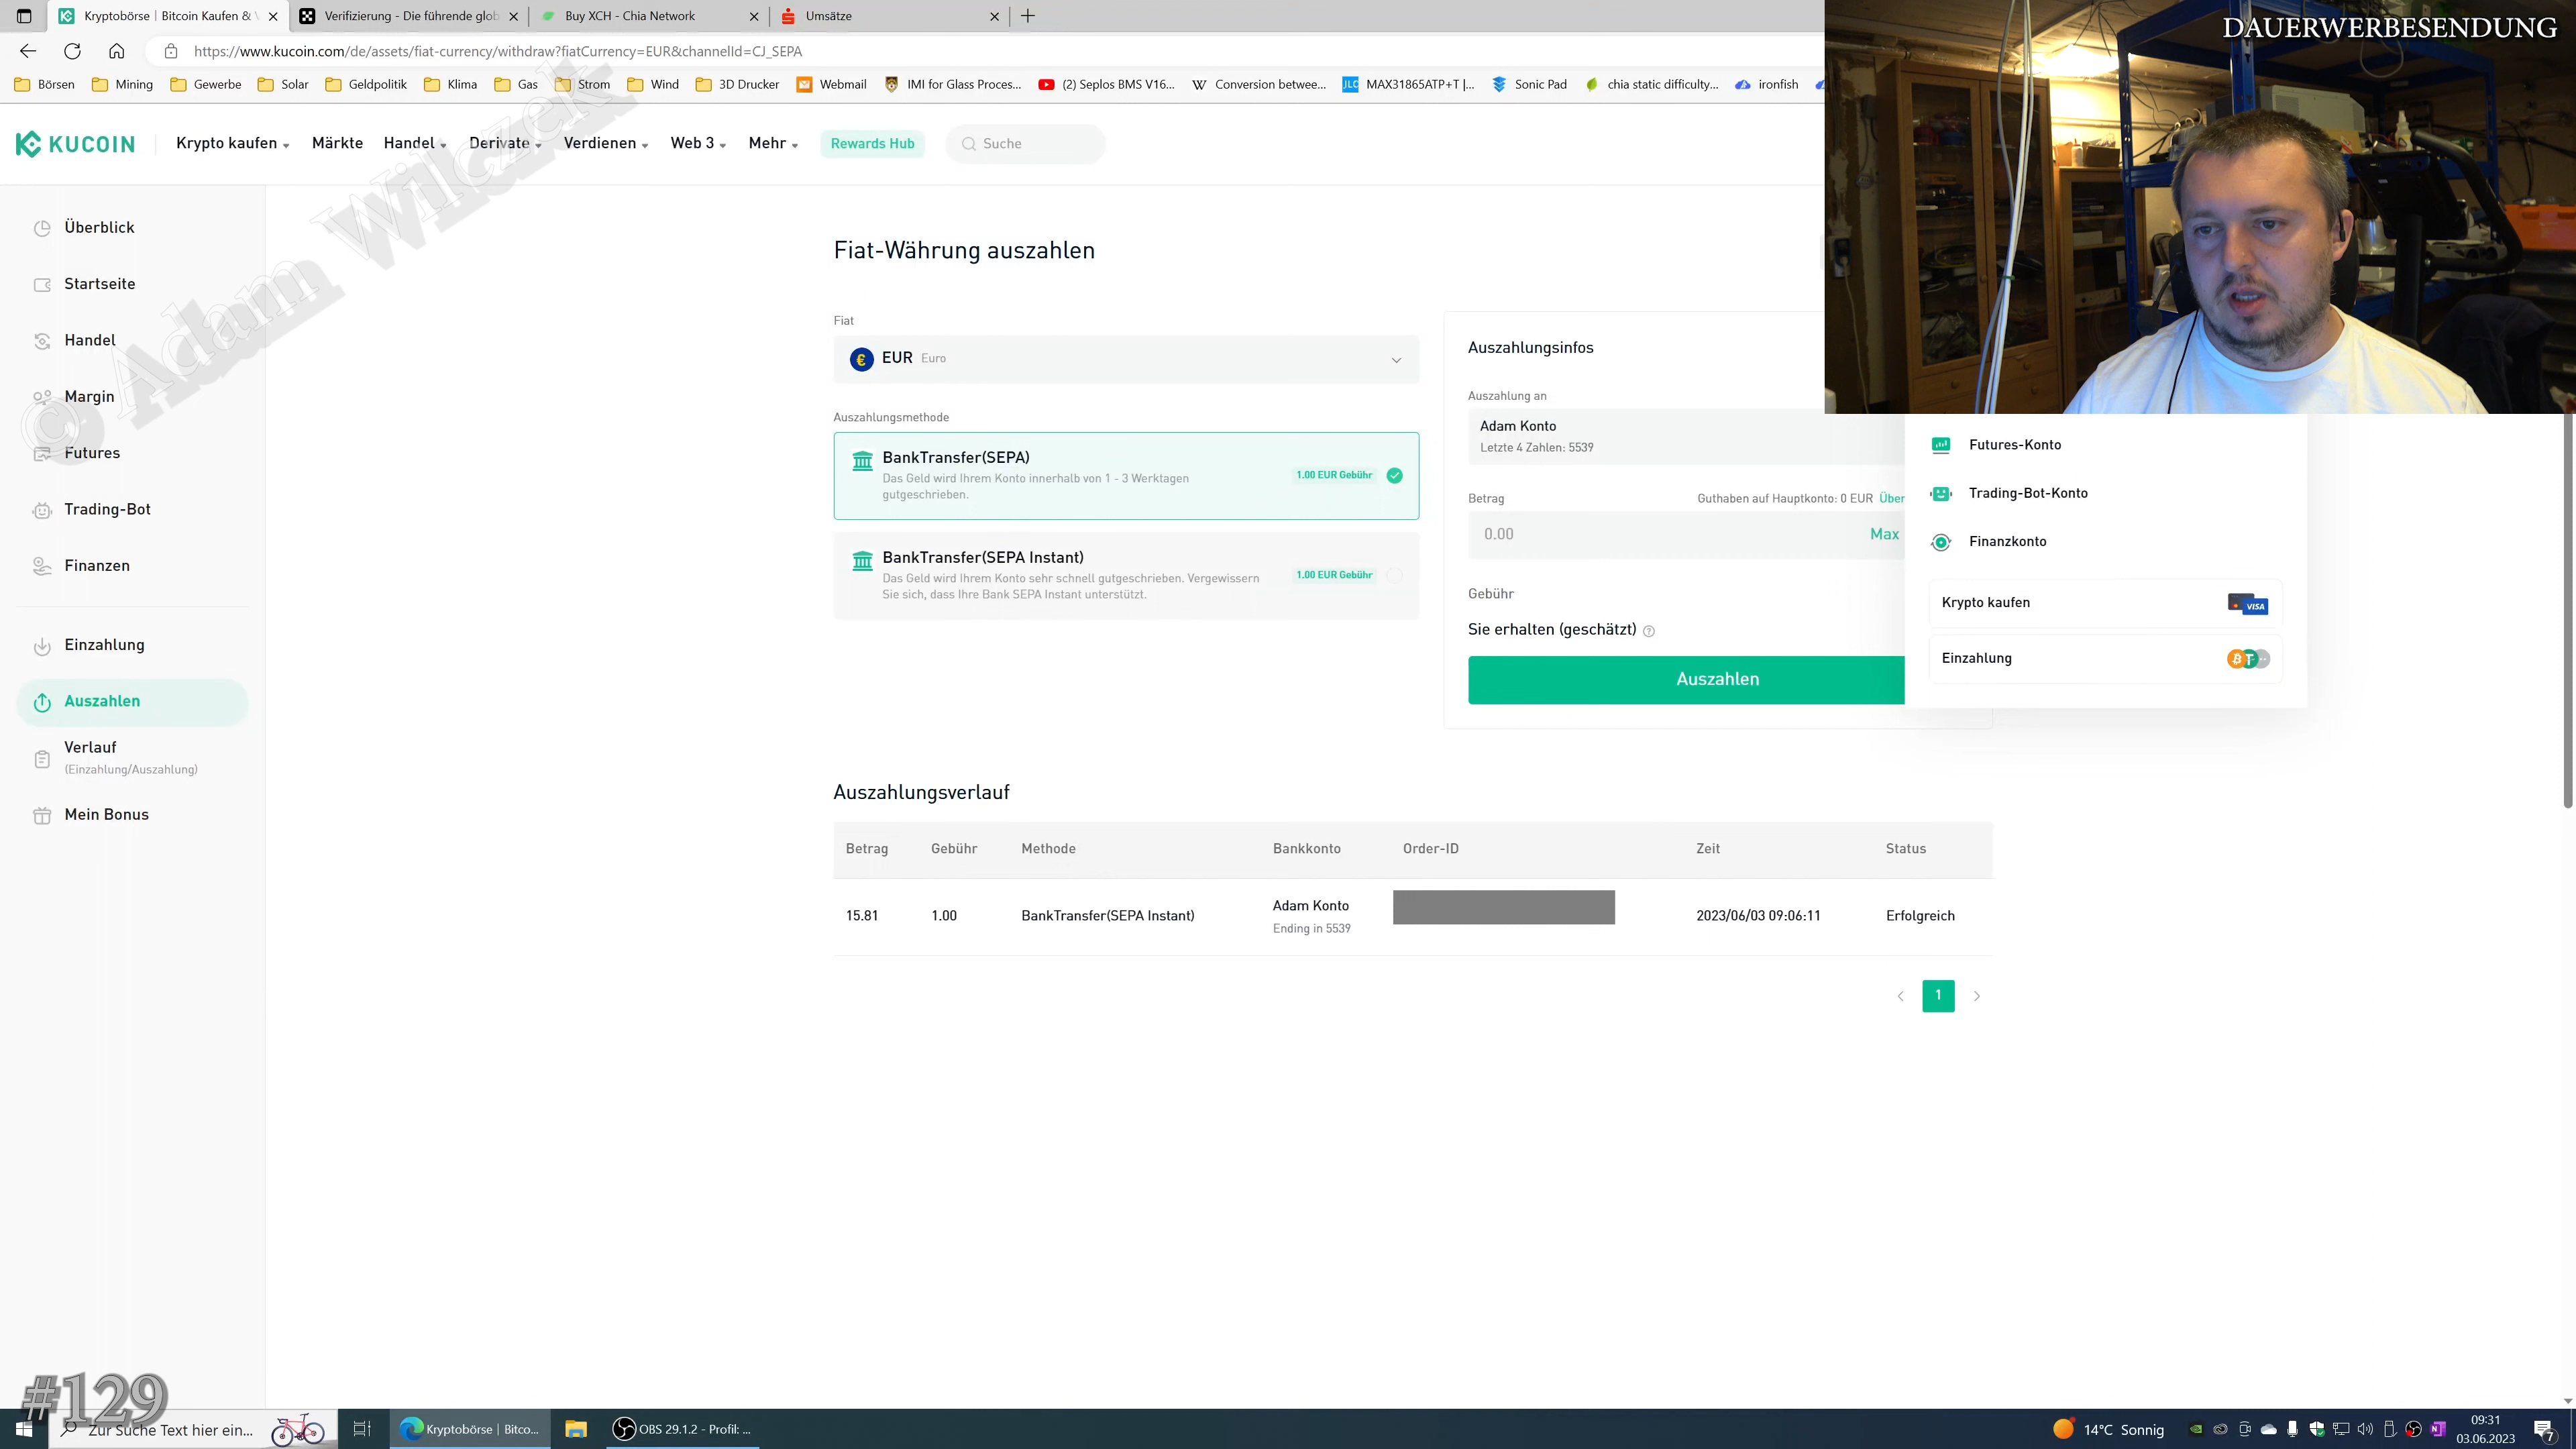 Kryptobörse | Bitcoin Kaufen & V
Verifizierung - Die führende glob
Buy XCH - Chia Network
Umsätze
https://www.kucoin.com/de/assets/fiat-currency/withdraw?fiatCurrency=EUR&channelId=CJ_SEPA
DAUERWERBESENDUNG
Börsen
Mining
Gewerbe
Solar
Geldpolitik
Klima
Gas
Strom
Wind
3D Drucker
Webmail
IMI for Glass Proces...
(2) Seplos BMS V16...
W Conversion betwee...
JLC MAX31865ATP+T |...
Sonic Pad
chia static difficulty...
ironfish
KUCOIN
Krypto kaufen
Märkte
Handel
Derivate
Verdienen
Web 3
Mehr
Rewards Hub
Suche
© Adam Wilczek
Überblick
Startseite
Handel
Margin
Futures
Trading-Bot
Finanzen
Einzahlung
Auszahlen
Verlauf
(Einzahlung/Auszahlung)
Mein Bonus
Fiat-Währung auszahlen
Fiat
€ EUR Euro
Auszahlungsmethode
BankTransfer(SEPA)
Das Geld wird Ihrem Konto innerhalb von 1 - 3 Werktagen
gutgeschrieben.
1.00 EUR Gebühr
BankTransfer(SEPA Instant)
Das Geld wird Ihrem Konto sehr schnell gutgeschrieben. Vergewissern
Sie sich, dass Ihre Bank SEPA Instant unterstützt.
1.00 EUR Gebühr
Auszahlungsinfos
Auszahlung an
Adam Konto
Letzte 4 Zahlen: 5539
Betrag
Guthaben auf Hauptkonto: 0 EUR Über
0.00
Max
Gebühr
Sie erhalten (geschätzt) ?
Auszahlen
Futures-Konto
Trading-Bot-Konto
Finanzkonto
Krypto kaufen
VISA
Einzahlung
Auszahlungsverlauf
Betrag Gebühr Methode Bankkonto Order-ID Zeit Status
15.81 1.00 BankTransfer(SEPA Instant) Adam Konto 2023/06/03 09:06:11 Erfolgreich
Ending in 5539
1
#129
Zur Suche Text hier ein...
Kryptobörse | Bitco...
OBS 29.1.2 - Profil: ...
14°C Sonnig
09:31
03.06.2023
7